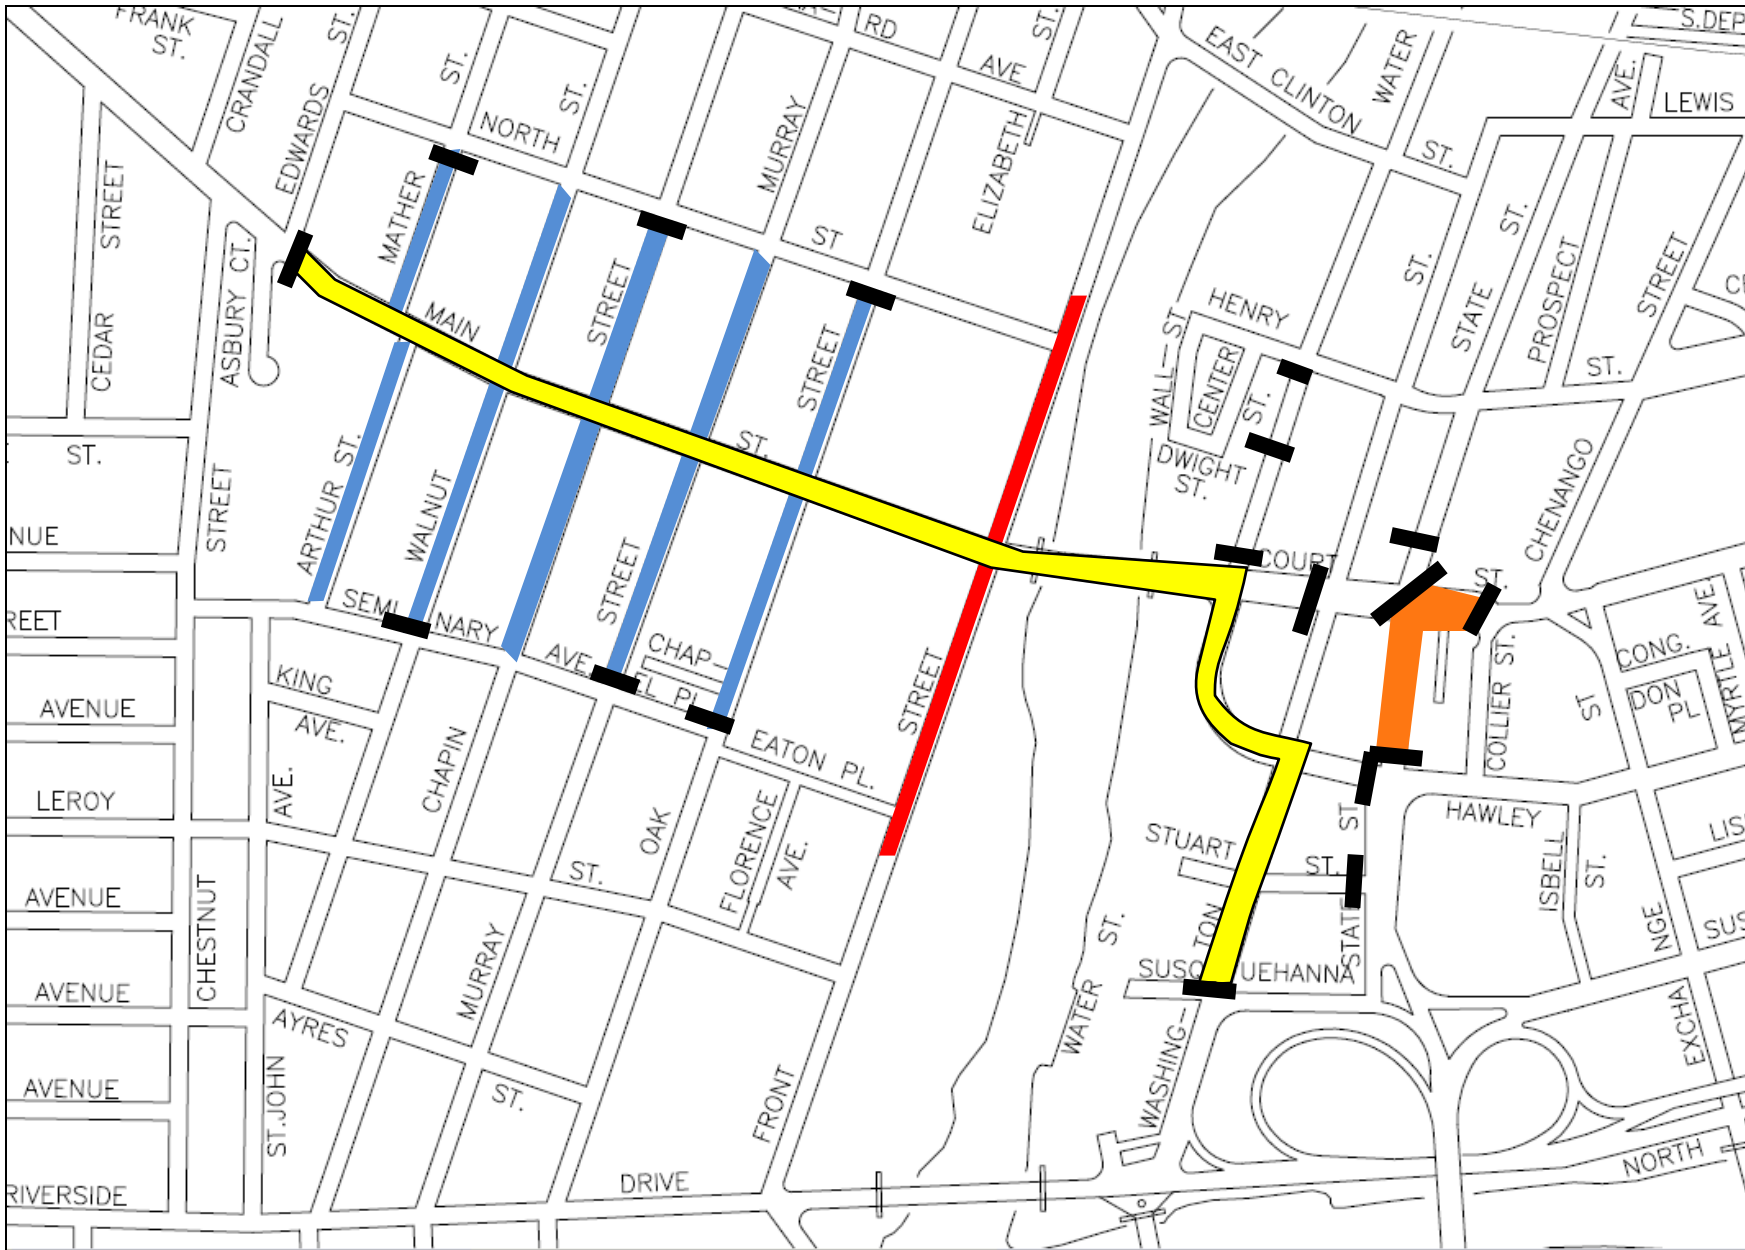 FRANK
ST.
CRANDALL
EDWARDS
ST.
ST.
ST.
NORTH
RD
AVE
ST.
MURRAY
ELIZABETH
EAST CLINTON
ST.
WATER
ST.
AVE.
LEWIS
S.DEP
CEDAR
STREET
ASBURY CT.
MATHER
MAIN
ST.
STREET
STREET
ST
HENRY
WALL
ST
CENTER
ST.
DWIGHT
ST.
STATE
ST.
PROSPECT
ST.
STREET
CHENANGO
ST.
NUE
STREET
ARTHUR ST.
WALNUT
STREET
COURT
ST.
REET
SEMI NARY
AVE.
CHAP-
EL PL.
STREET
CONG.
MYRTLE AVE
DON
PL
ST
COLLIER ST.
AVENUE
KING
AVE.
EATON PL.
LEROY
AVE.
CHAPIN
OAK
ST.
FLORENCE
AVE.
STUART
ST.
ST
STATE
HAWLEY
ISBELL
ST.
LIS
AVENUE
CHESTNUT
MURRAY
WATER
ST.
TON
SUSQ UEHANNA
NGE
SUS
AVENUE
AYRES
ST.
EXCHA
AVENUE
ST.JOHN
FRONT
WASHING-
RIVERSIDE
DRIVE
NORTH